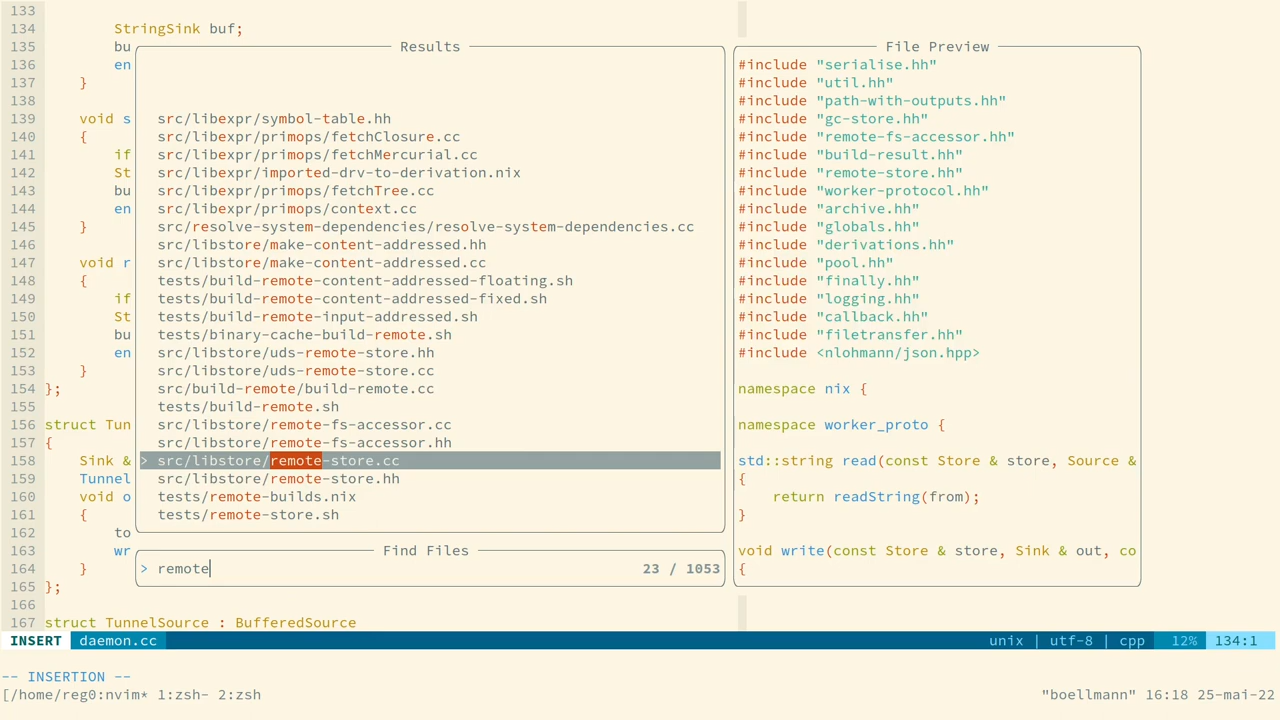 133
134 StringSink buf;
135 bu
136 en
137 }
138
139 void s
140 {
141 if
142 St
143 bu
144 en
145 }
146
147 void r
148 {
149 if
150 St
151 bu
152 en
153 }
154 };
155
156 struct Tun
157 {
158 Sink &
159 Tunnel
160 void o
161 {
162 to
163 wr
164 }
165 };
166
167 struct TunnelSource : BufferedSource
Results
src/libexpr/symbol-table.hh
src/libexpr/primops/fetchClosure.cc
src/libexpr/primops/fetchMercurial.cc
src/libexpr/imported-drv-to-derivation.nix
src/libexpr/primops/fetchTree.cc
src/libexpr/primops/context.cc
src/resolve-system-dependencies/resolve-system-dependencies.cc
src/libstore/make-content-addressed.hh
src/libstore/make-content-addressed.cc
tests/build-remote-content-addressed-floating.sh
tests/build-remote-content-addressed-fixed.sh
tests/build-remote-input-addressed.sh
tests/binary-cache-build-remote.sh
src/libstore/uds-remote-store.hh
src/libstore/uds-remote-store.cc
src/build-remote/build-remote.cc
tests/build-remote.sh
src/libstore/remote-fs-accessor.cc
src/libstore/remote-fs-accessor.hh
> src/libstore/remote-store.cc
src/libstore/remote-store.hh
tests/remote-builds.nix
tests/remote-store.sh
Find Files
> remote 23 / 1053
File Preview
#include "serialise.hh"
#include "util.hh"
#include "path-with-outputs.hh"
#include "gc-store.hh"
#include "remote-fs-accessor.hh"
#include "build-result.hh"
#include "remote-store.hh"
#include "worker-protocol.hh"
#include "archive.hh"
#include "globals.hh"
#include "derivations.hh"
#include "pool.hh"
#include "finally.hh"
#include "logging.hh"
#include "callback.hh"
#include "filetransfer.hh"
#include <nlohmann/json.hpp>
namespace nix {
namespace worker_proto {
std::string read(const Store & store, Source &
{
return readString(from);
}
void write(const Store & store, Sink & out, co
{
INSERT daemon.cc unix | utf-8 | cpp 12% 134:1
-- INSERTION --
[/home/reg0:nvim* 1:zsh- 2:zsh "boellmann" 16:18 25-mai-22